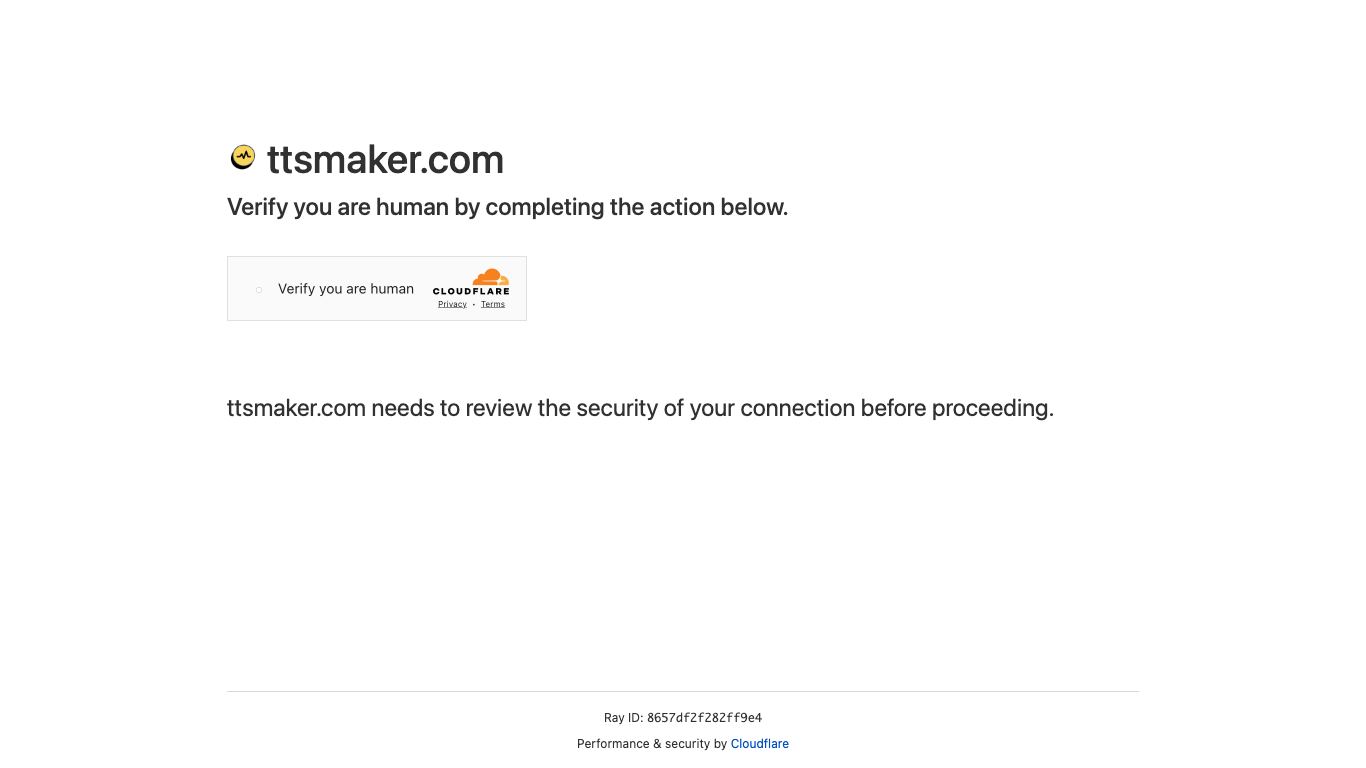 ttsmaker.com
Verify you are human by completing the action below.
Verify you are human
CLOUDFLARE
Privacy • Terms
ttsmaker.com needs to review the security of your connection before proceeding.
Ray ID: 8657df2f282ff9e4
Performance & security by Cloudflare